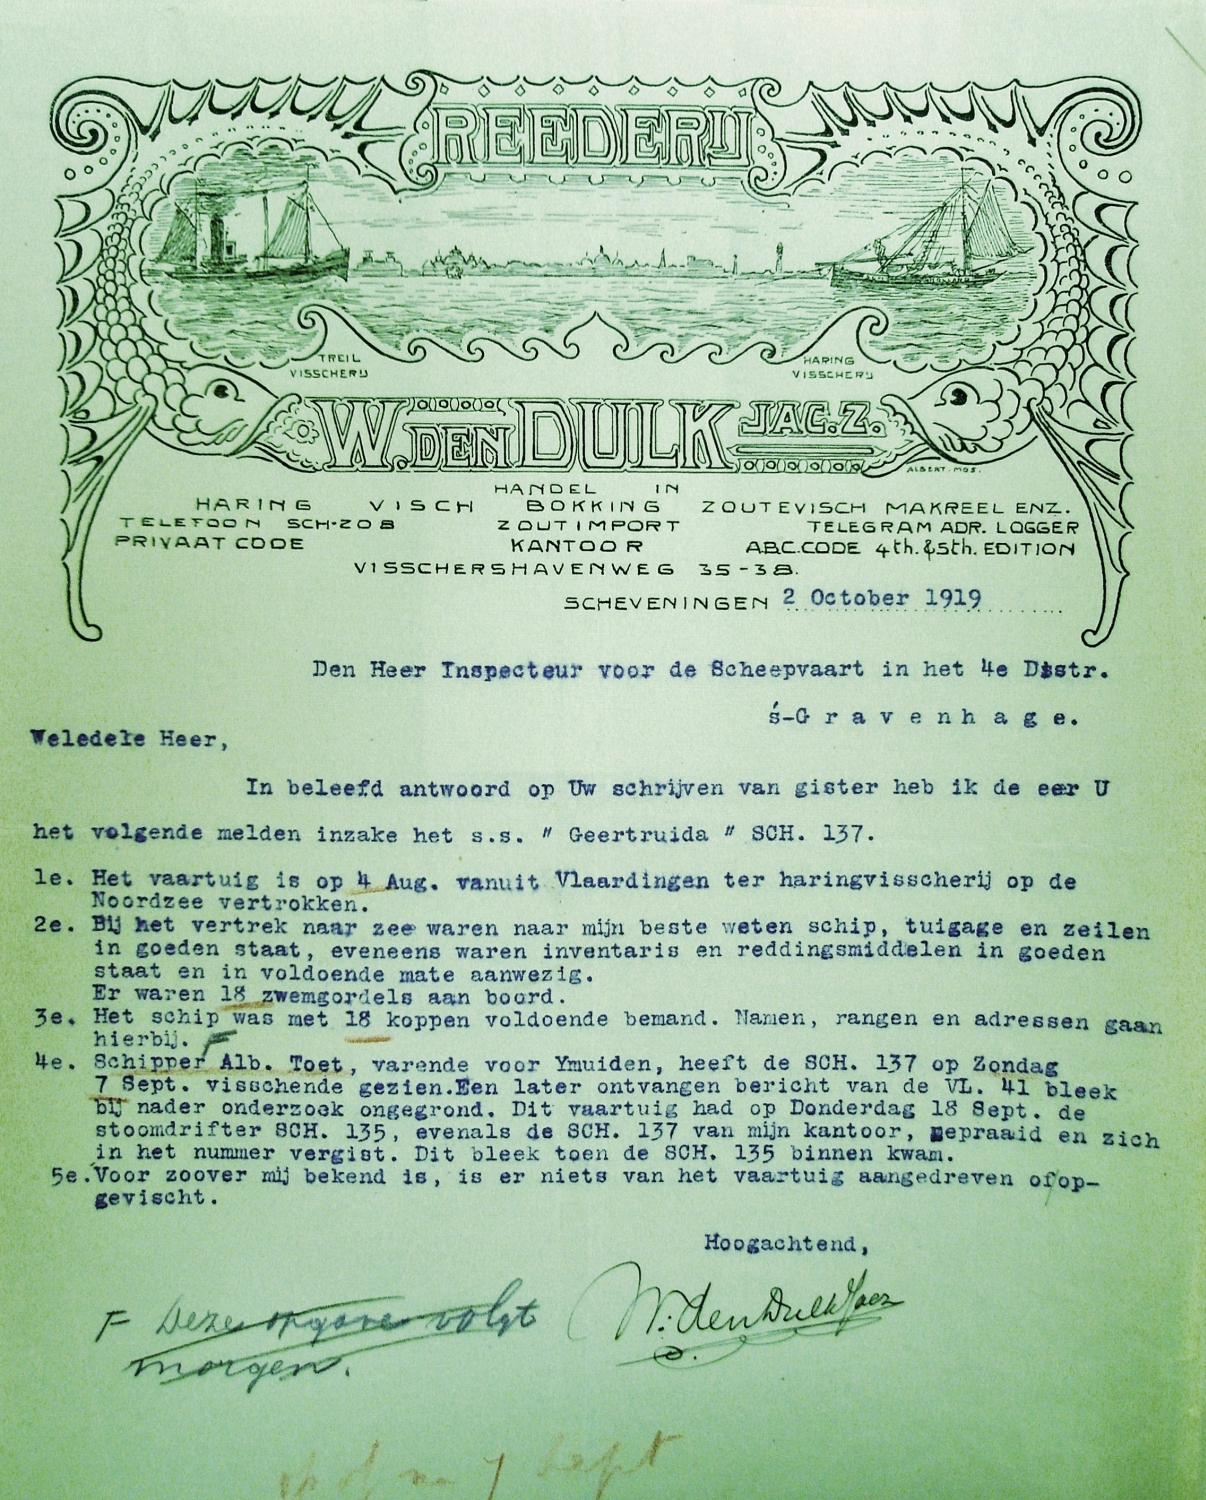 REEDERIJ
TREIL
VISSCHERIJ
HARING
VISSCHERIJ
W. DEN DULK JAC.Z.
ALBERT. MOS.
HANDEL IN
HARING VISCH BOKKING ZOUTEVISCH MAKREEL ENZ.
TELEFOON SCH-208 ZOUTIMPORT TELEGRAM ADR. LOGGER
PRIVAAT CODE KANTOOR A.B.C.CODE 4th. & 5th. EDITION
VISSCHERSHAVENWEG 35-38.
SCHEVENINGEN 2 October 1919
Den Heer Inspecteur voor de Scheepvaart in het 4e Distr.
ś-Gravenhage.
Weledele Heer,
In beleefd antwoord op Uw schrijven van gister heb ik de eer U
het volgende melden inzake het s.s. " Geertruida " SCH. 137.
1e. Het vaartuig is op 4 Aug. vanuit Vlaardingen ter haringvisscherij op de
Noordzee vertrokken.
2e. Bij het vertrek naar zee waren naar mijn beste weten schip, tuigage en zeilen
in goeden staat, eveneens waren inventaris en reddingsmiddelen in goeden
staat en in voldoende mate aanwezig.
Er waren 18 zwemgordels aan boord.
3e. Het schip was met 18 koppen voldoende bemand. Namen, rangen en adressen gaan
hierbij. F
4e. Schipper Alb. Toet, varende voor Ymuiden, heeft de SCH. 137 op Zondag
7 Sept. visschende gezien.Een later ontvangen bericht van de VL. 41 bleek
bij nader onderzoek ongegrond. Dit vaartuig had op Donderdag 18 Sept. de
stoomdrifter SCH. 135, evenals de SCH. 137 van mijn kantoor, gepraaid en zich
in het nummer vergist. Dit bleek toen de SCH. 135 binnen kwam.
5e. Voor zoover mij bekend is, is er niets van het vaartuig aangedreven of op-
gevischt.
Hoogachtend,
F Deze opgave volgt
morgen.
W. den Dulk Jacz
7 Sept